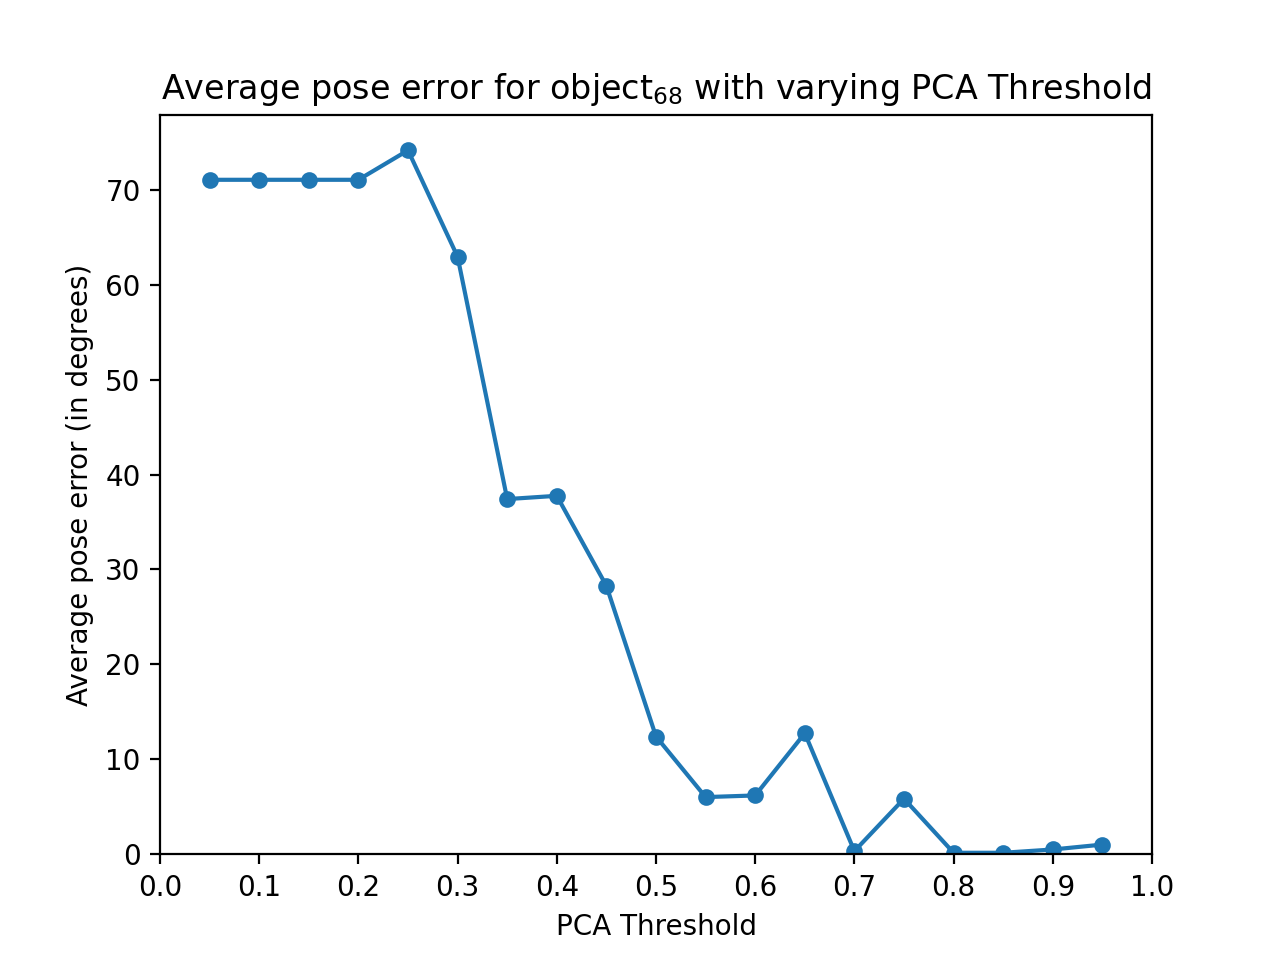 Average pose error for object₆₈ with varying PCA Threshold
Average pose error (in degrees)
70
60
50
40
30
20
10
0
0.0 0.1 0.2 0.3 0.4 0.5 0.6 0.7 0.8 0.9 1.0
PCA Threshold